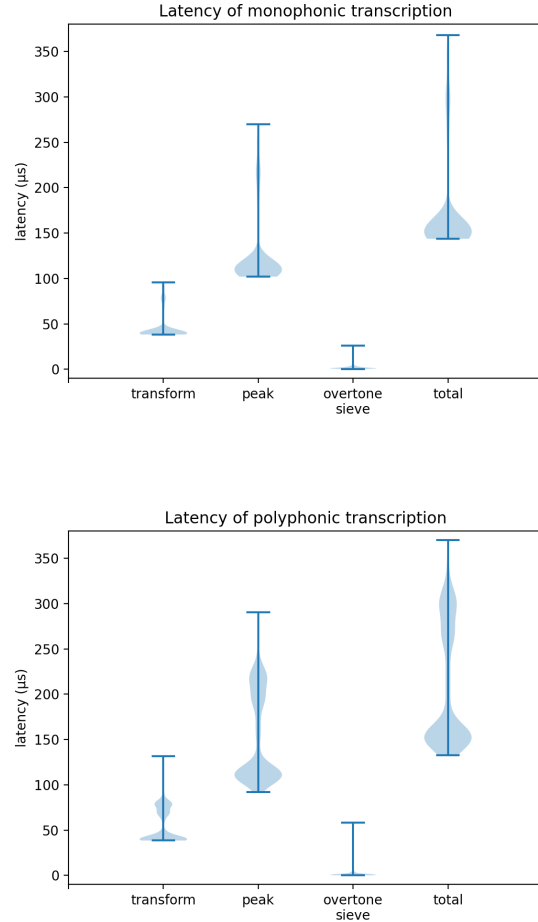 Latency of monophonic transcription
350
300
250
200
150
100
50
0
latency (µs)
transform peak overtone sieve total
Latency of polyphonic transcription
350
300
250
200
150
100
50
0
latency (µs)
transform peak overtone sieve total